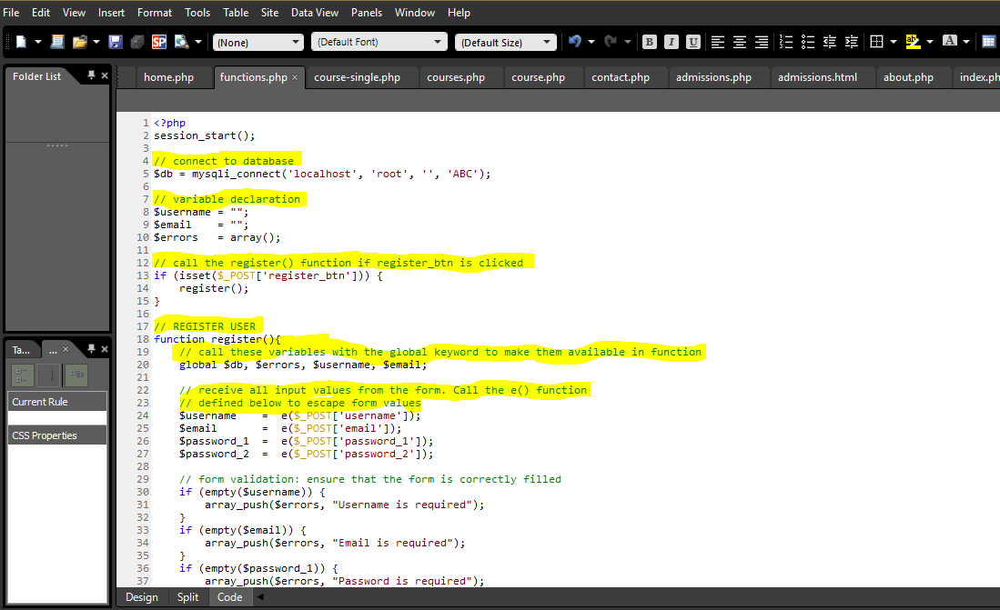 File Edit View Insert Format Tools Table Site Data View Panels Window Help
SP (None) (Default Font) (Default Size) B I U ab A
Folder List
home.php functions.php × course-single.php courses.php course.php contact.php admissions.php admissions.html about.php index.ph
1 <?php
2 session_start();
3
4 // connect to database
5 $db = mysqli_connect('localhost', 'root', '', 'ABC');
6
7 // variable declaration
8 $username = "";
9 $email    = "";
10 $errors   = array();
11
12 // call the register() function if register_btn is clicked
13 if (isset($_POST['register_btn'])) {
14     register();
15 }
16
17 // REGISTER USER
18 function register(){
19     // call these variables with the global keyword to make them available in function
20     global $db, $errors, $username, $email;
21
22     // receive all input values from the form. Call the e() function
23     // defined below to escape form values
24     $username    =  e($_POST['username']);
25     $email       =  e($_POST['email']);
26     $password_1  =  e($_POST['password_1']);
27     $password_2  =  e($_POST['password_2']);
28
29     // form validation: ensure that the form is correctly filled
30     if (empty($username)) {
31         array_push($errors, "Username is required");
32     }
33     if (empty($email)) {
34         array_push($errors, "Email is required");
35     }
36     if (empty($password_1)) {
37         array_push($errors, "Password is required");
Ta... ... ×
Current Rule
CSS Properties
Design Split Code